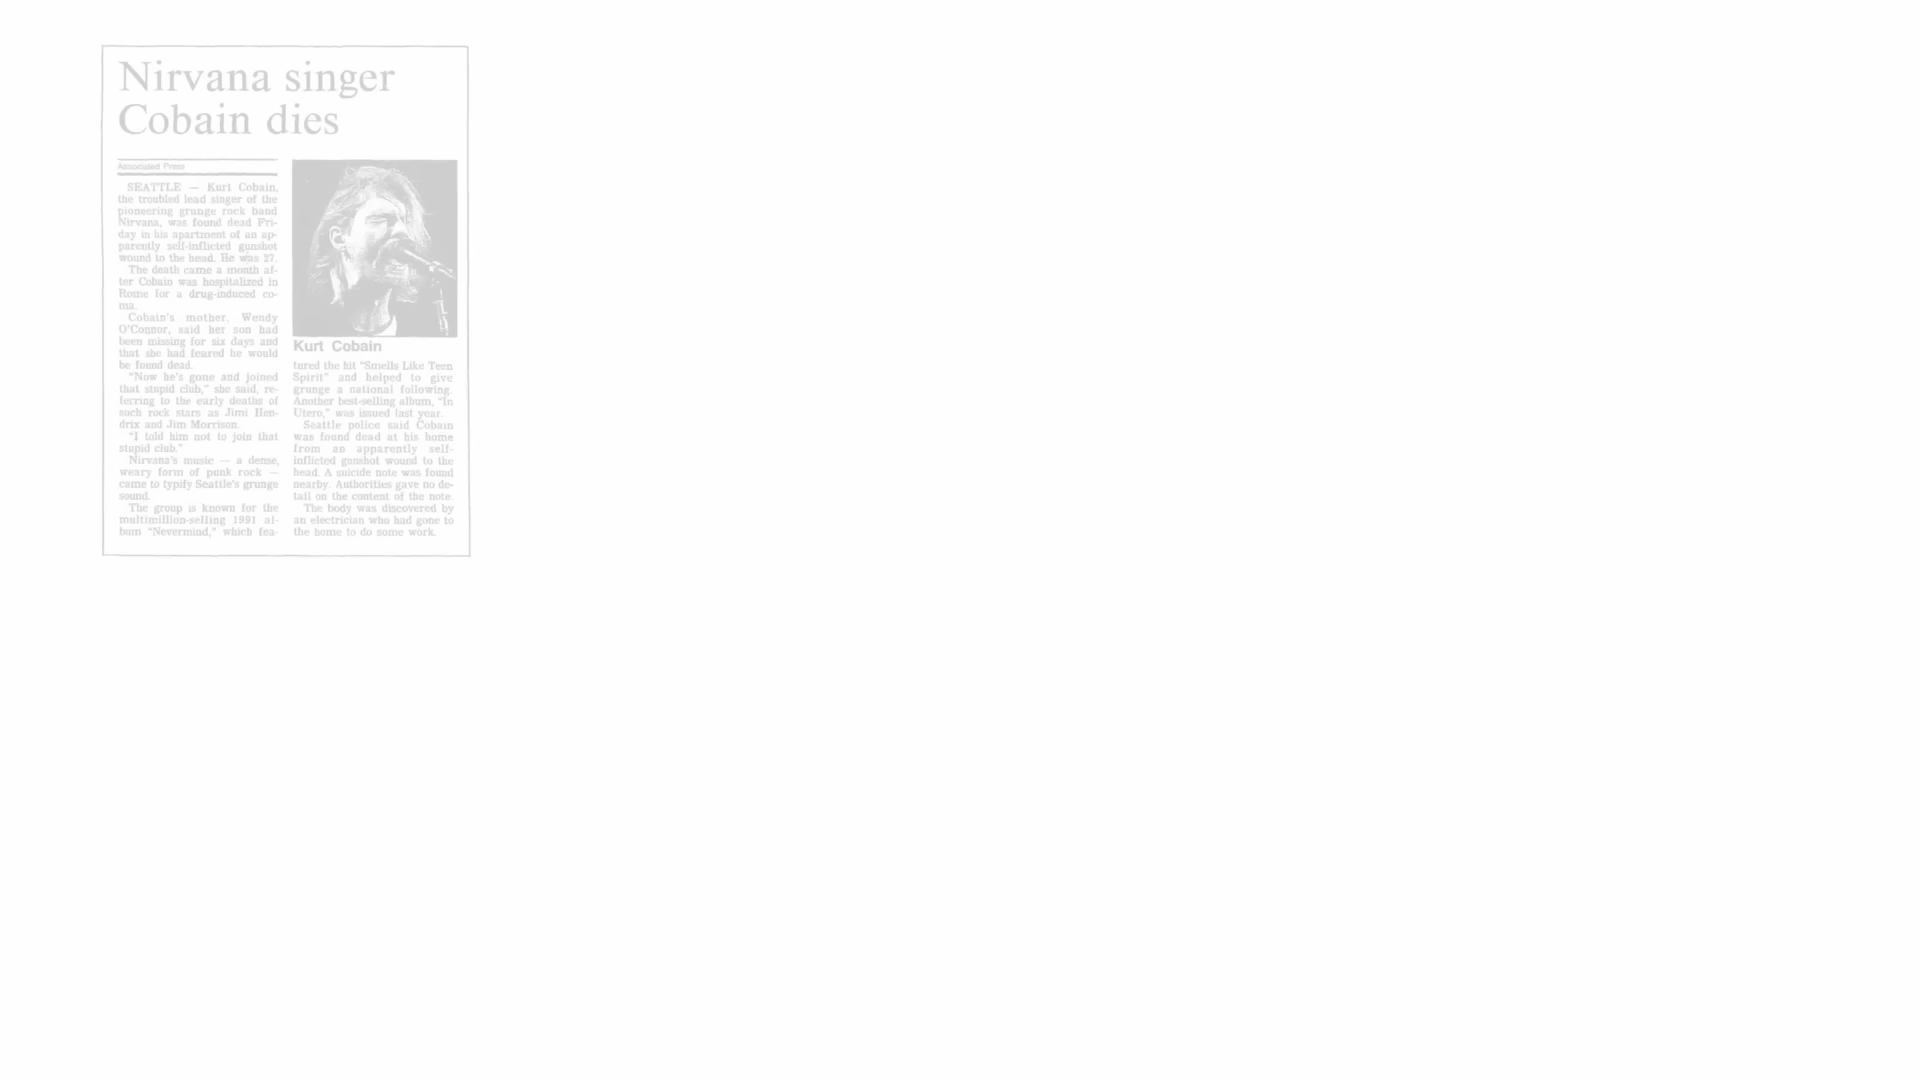 Nirvana singer
Cobain dies
Associated Press
SEATTLE — Kurt Cobain,
the troubled lead singer of the
pioneering grunge rock band
Nirvana, was found dead Fri-
day in his apartment of an ap-
parently self-inflicted gunshot
wound to the head. He was 27.
The death came a month af-
ter Cobain was hospitalized in
Rome for a drug-induced co-
ma.
Cobain's mother, Wendy
O'Connor, said her son had
been missing for six days and
that she had feared he would
be found dead.
"Now he's gone and joined
that stupid club," she said, re-
ferring to the early deaths of
such rock stars as Jimi Hen-
drix and Jim Morrison.
"I told him not to join that
stupid club."
Nirvana's music — a dense,
weary form of punk rock —
came to typify Seattle's grunge
sound.
The group is known for the
multimillion-selling 1991 al-
bum "Nevermind," which fea-
Kurt Cobain
tured the hit "Smells Like Teen
Spirit" and helped to give
grunge a national following.
Another best-selling album, "In
Utero," was issued last year.
Seattle police said Cobain
was found dead at his home
from an apparently self-
inflicted gunshot wound to the
head. A suicide note was found
nearby. Authorities gave no de-
tail on the content of the note.
The body was discovered by
an electrician who had gone to
the home to do some work.